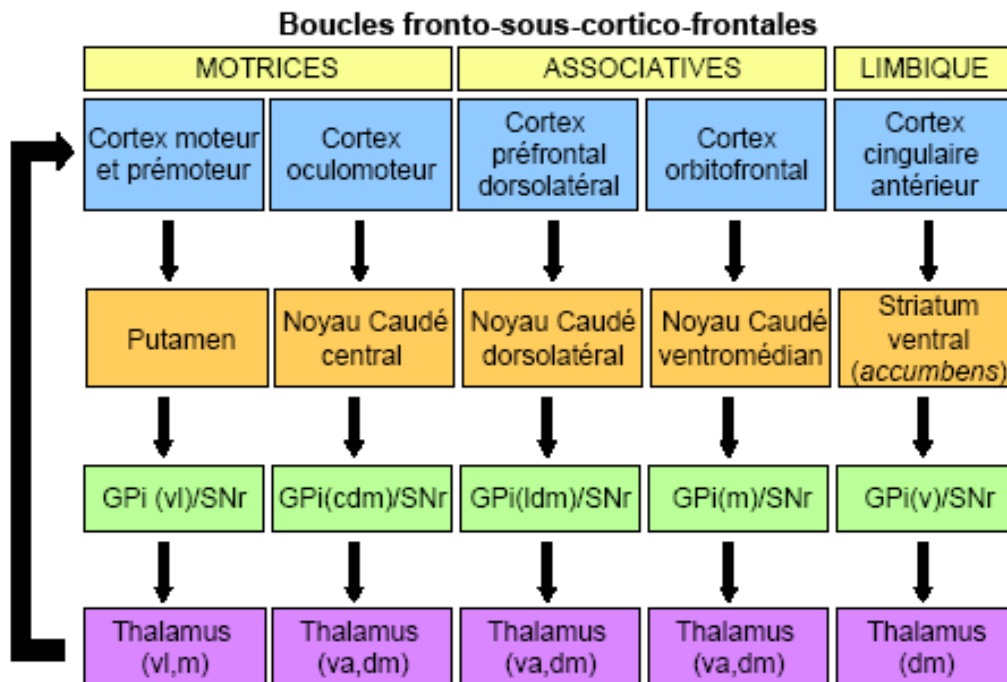 Boucles fronto-sous-cortico-frontales
MOTRICES
ASSOCIATIVES
LIMBIQUE
Cortex moteur
et prémoteur
Cortex
oculomoteur
Cortex
préfrontal
dorsolatéral
Cortex
orbitofrontal
Cortex
cingulaire
antérieur
Putamen
Noyau Caudé
central
Noyau Caudé
dorsolatéral
Noyau Caudé
ventromédian
Striatum
ventral
(accumbens)
GPi (vl)/SNr
GPi(cdm)/SNr
GPi(ldm)/SNr
GPi(m)/SNr
GPi(v)/SNr
Thalamus
(vl,m)
Thalamus
(va,dm)
Thalamus
(va,dm)
Thalamus
(va,dm)
Thalamus
(dm)